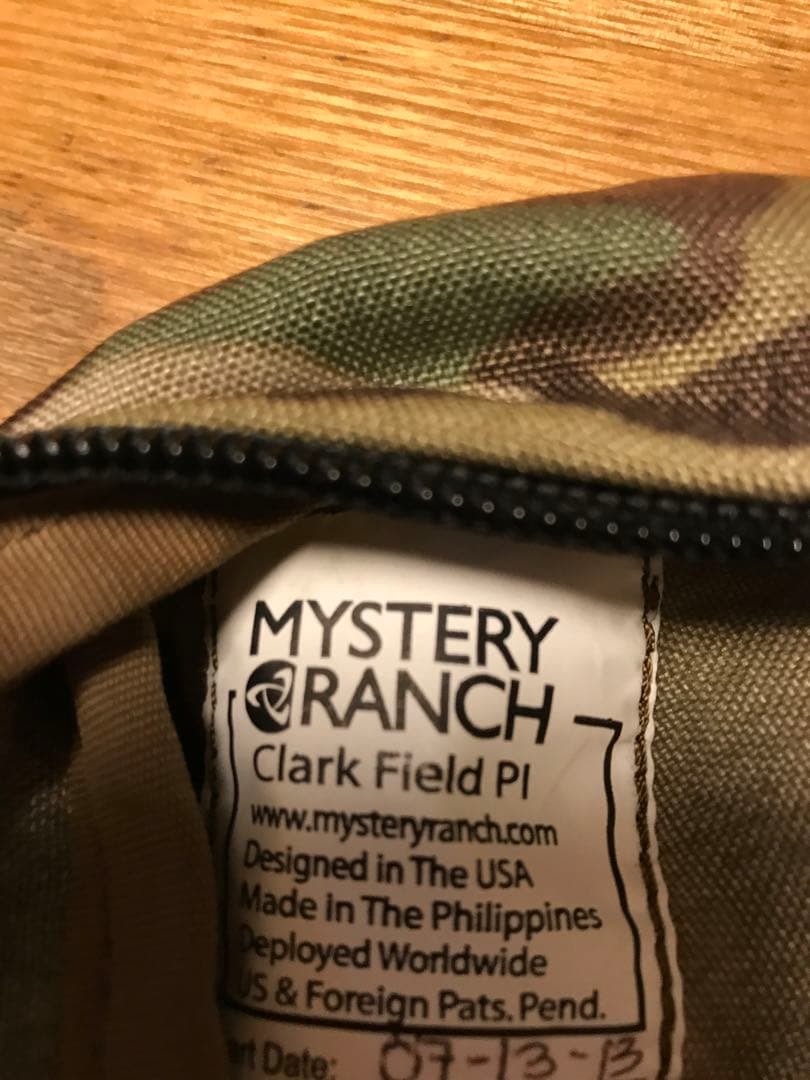 MYSTERY
RANCH
Clark Field PI
www.mysteryranch.com
Designed in The USA
Made in The Philippines
Deployed Worldwide
US & Foreign Pats. Pend.
Date: 07-13-13